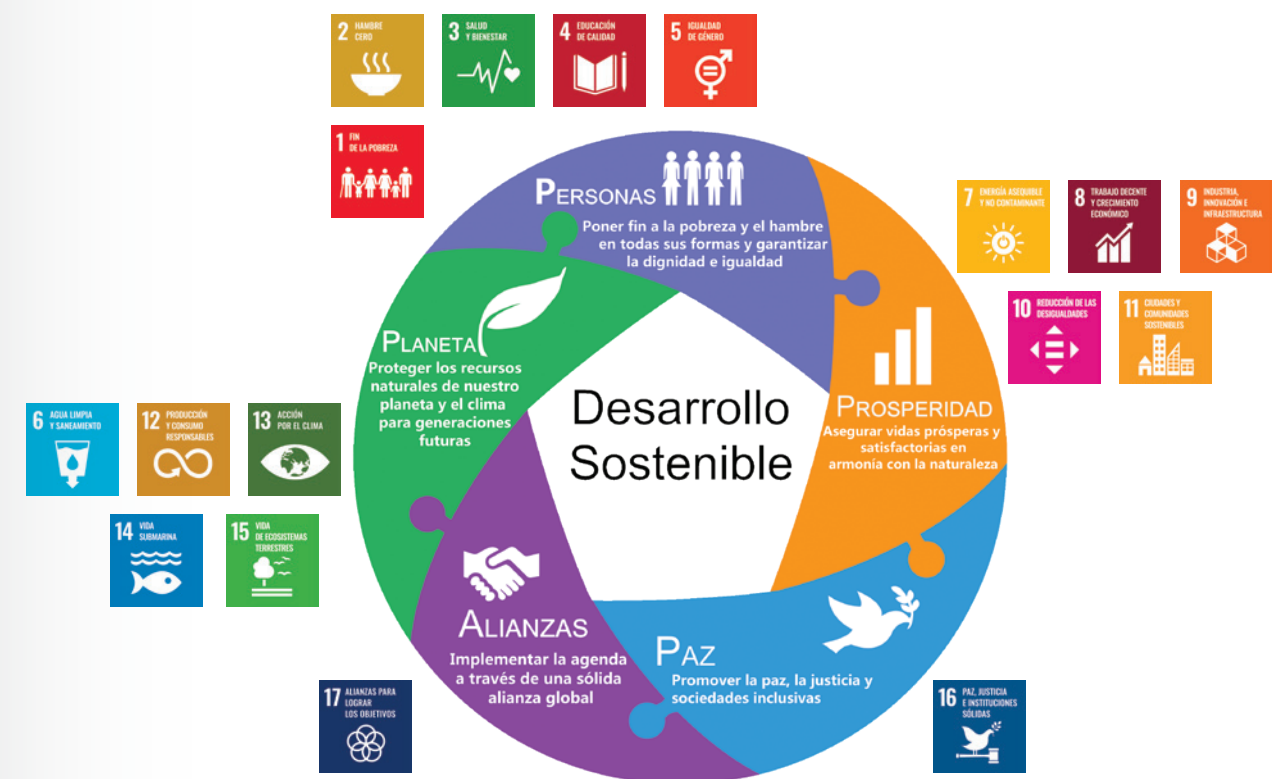 2 HAMBRE
CERO
3 SALUD
Y BIENESTAR
4 EDUCACIÓN
DE CALIDAD
5 IGUALDAD
DE GÉNERO
1 FIN
DE LA POBREZA
PERSONAS
Poner fin a la pobreza y el hambre
en todas sus formas y garantizar
la dignidad e igualdad
7 ENERGÍA ASEQUIBLE
Y NO CONTAMINANTE
8 TRABAJO DECENTE
Y CRECIMIENTO
ECONÓMICO
9 INDUSTRIA,
INNOVACIÓN E
INFRAESTRUCTURA
10 REDUCCIÓN DE LAS
DESIGUALDADES
11 CIUDADES Y
COMUNIDADES
SOSTENIBLES
PLANETA
Proteger los recursos
naturales de nuestro
planeta y el clima
para generaciones
futuras
Desarrollo
Sostenible
PROSPERIDAD
Asegurar vidas prósperas y
satisfactorias en
armonía con la naturaleza
6 AGUA LIMPIA
Y SANEAMIENTO
12 PRODUCCIÓN
Y CONSUMO
RESPONSABLES
13 ACCIÓN
POR EL CLIMA
14 VIDA
SUBMARINA
15 VIDA
DE ECOSISTEMAS
TERRESTRES
ALIANZAS
Implementar la agenda
a través de una sólida
alianza global
PAZ
Promover la paz, la justicia y
sociedades inclusivas
17 ALIANZAS PARA
LOGRAR
LOS OBJETIVOS
16 PAZ, JUSTICIA
E INSTITUCIONES
SÓLIDAS